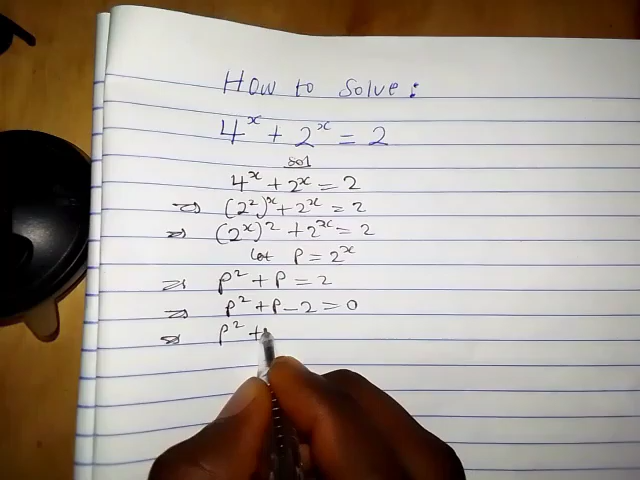 How to solve:
4^x + 2^x = 2
sol
4^x + 2^x = 2
⇒ (2^2)^x + 2^x = 2
⇒ (2^x)^2 + 2^x = 2
let P = 2^x
⇒ P^2 + P = 2
⇒ P^2 + P - 2 = 0
⇒ P^2 +